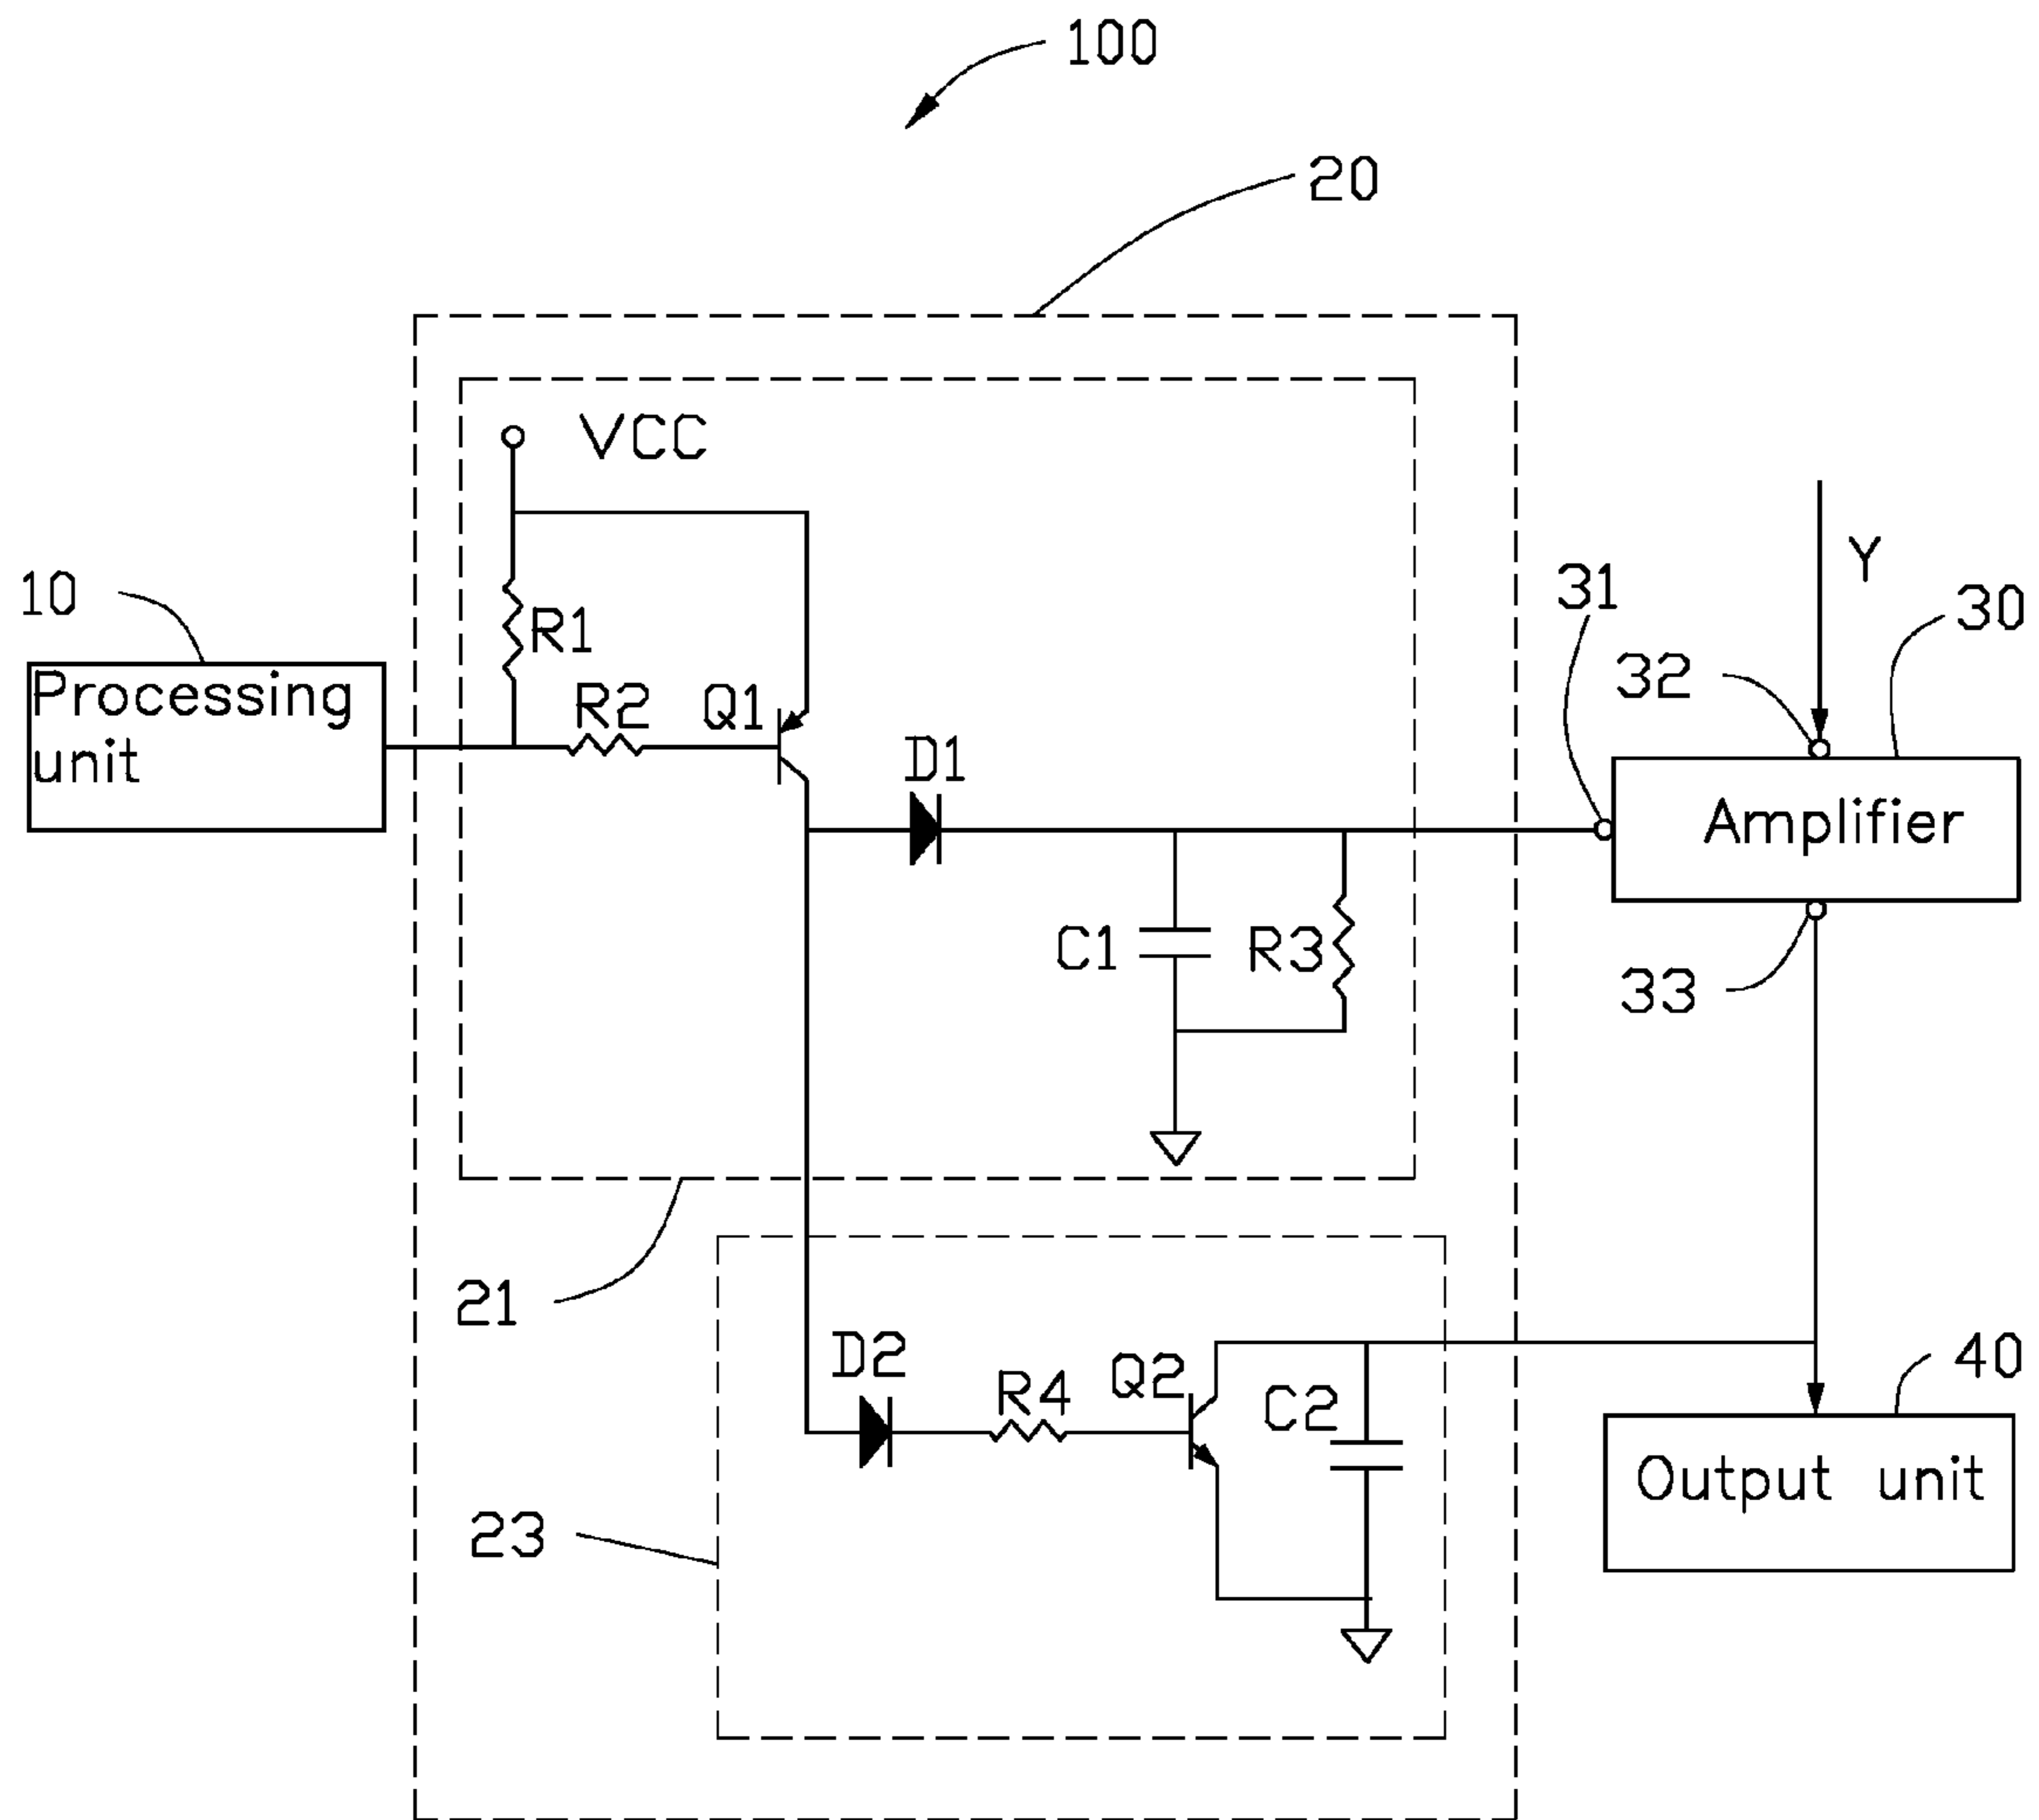 100
20
VCC
10
31
Y
30
R1
32
Processing
unit
R2
Q1
D1
Amplifier
C1
R3
33
21
D2
R4
Q2
C2
40
Output unit
23